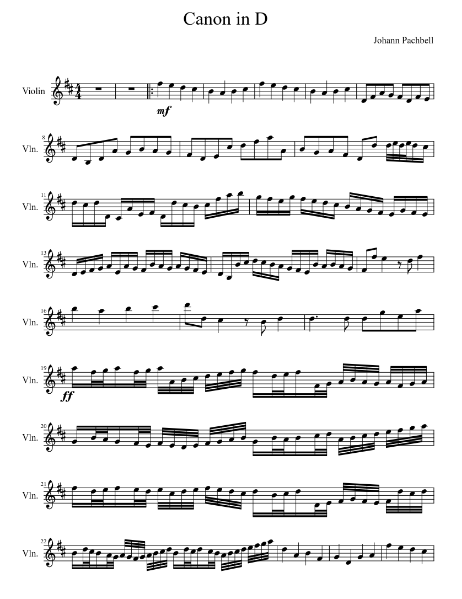 Canon in D
Johann Pachbell
Violin
mf
8
Vln.
11
Vln.
13
Vln.
16
Vln.
19
Vln.
ff
20
Vln.
21
Vln.
22
Vln.